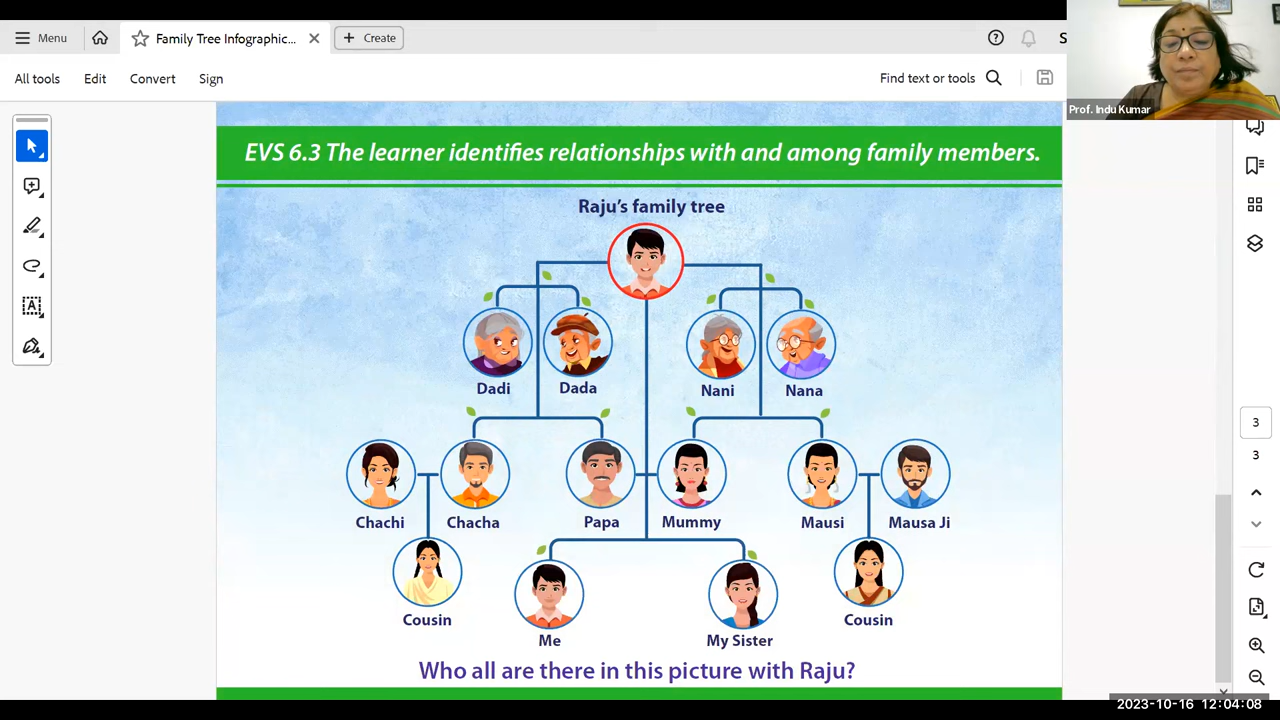 Menu
Family Tree Infographic...
Create
S
All tools
Edit
Convert
Sign
Find text or tools
Prof. Indu Kumar
EVS 6.3 The learner identifies relationships with and among family members.
Raju's family tree
Dadi
Dada
Nani
Nana
Chachi
Chacha
Papa
Mummy
Mausi
Mausa Ji
Cousin
Me
My Sister
Cousin
Who all are there in this picture with Raju?
3
3
2023-10-16 12:04:08